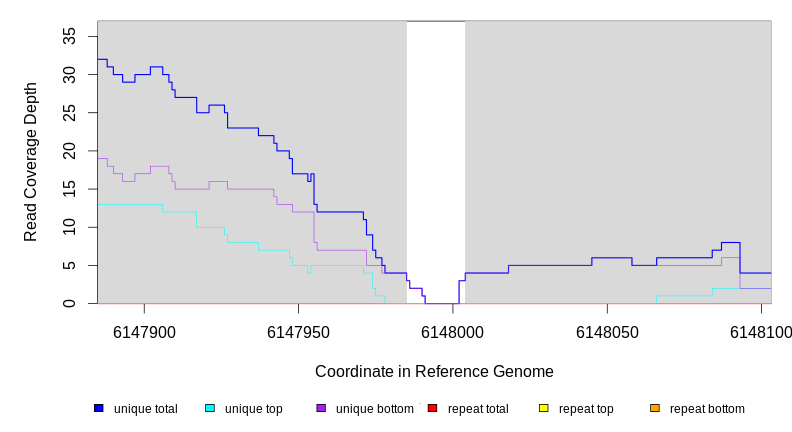 Read Coverage Depth
35
30
25
20
15
10
5
0
6147900 6147950 6148000 6148050 6148100
Coordinate in Reference Genome
unique total unique top unique bottom repeat total repeat top repeat bottom